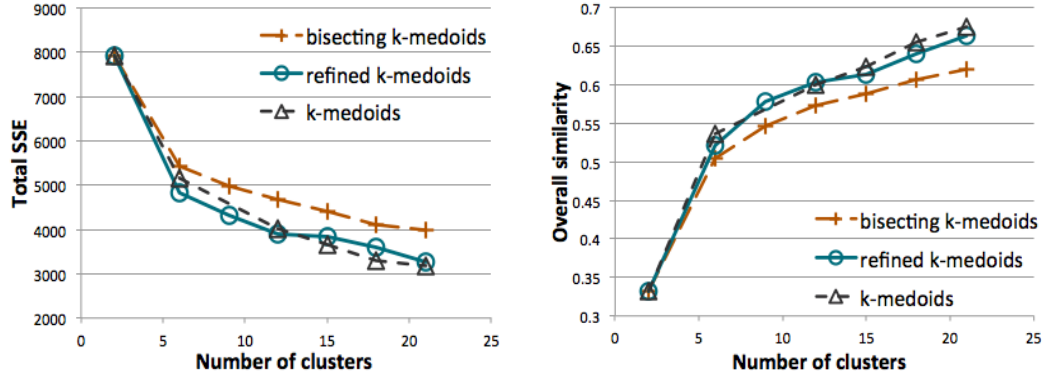 9000
8000
7000
6000
5000
4000
3000
2000
Total SSE
0
5
10
15
20
25
Number of clusters
bisecting k-medoids
refined k-medoids
k-medoids
0.7
0.65
0.6
0.55
0.5
0.45
0.4
0.35
0.3
Overall similarity
0
5
10
15
20
25
Number of clusters
bisecting k-medoids
refined k-medoids
k-medoids